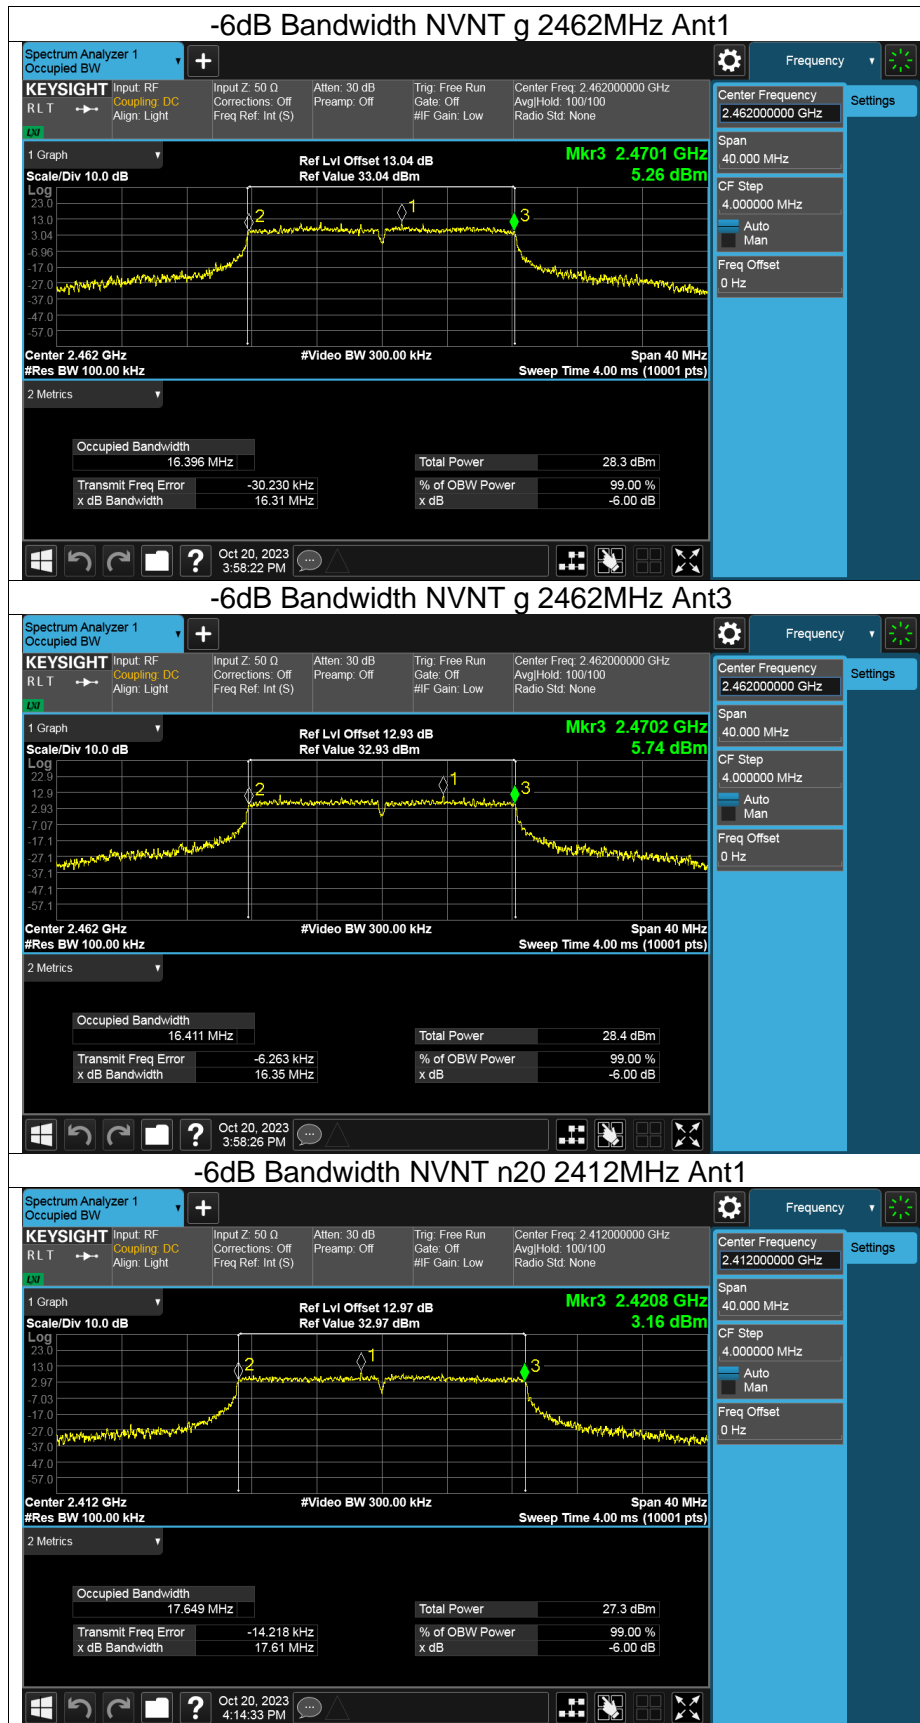 -6dB Bandwidth NVNT g 2462MHz Ant1
Spectrum Analyzer 1
Occupied BW
+
Frequency
KEYSIGHT
RLT
LXI
Input: RF
Coupling: DC
Align: Light
Input Z: 50 Ω
Corrections: Off
Freq Ref: Int (S)
Atten: 30 dB
Preamp: Off
Trig: Free Run
Gate: Off
#IF Gain: Low
Center Freq: 2.462000000 GHz
Avg|Hold: 100/100
Radio Std: None
Center Frequency
2.462000000 GHz
Settings
Span
40.000 MHz
CF Step
4.000000 MHz
Auto
Man
Freq Offset
0 Hz
1 Graph
Scale/Div 10.0 dB
Ref Lvl Offset 13.04 dB
Ref Value 33.04 dBm
Mkr3 2.4701 GHz
5.26 dBm
Log
23.0
13.0
3.04
-6.96
-17.0
-27.0
-37.0
-47.0
-57.0
2
1
3
Center 2.462 GHz
#Res BW 100.00 kHz
#Video BW 300.00 kHz
Span 40 MHz
Sweep Time 4.00 ms (10001 pts)
2 Metrics
Occupied Bandwidth
16.396 MHz
Total Power 28.3 dBm
Transmit Freq Error -30.230 kHz
% of OBW Power 99.00 %
x dB Bandwidth 16.31 MHz
x dB -6.00 dB
?
Oct 20, 2023
3:58:22 PM
-6dB Bandwidth NVNT g 2462MHz Ant3
Spectrum Analyzer 1
Occupied BW
+
Frequency
KEYSIGHT
RLT
LXI
Input: RF
Coupling: DC
Align: Light
Input Z: 50 Ω
Corrections: Off
Freq Ref: Int (S)
Atten: 30 dB
Preamp: Off
Trig: Free Run
Gate: Off
#IF Gain: Low
Center Freq: 2.462000000 GHz
Avg|Hold: 100/100
Radio Std: None
Center Frequency
2.462000000 GHz
Settings
Span
40.000 MHz
CF Step
4.000000 MHz
Auto
Man
Freq Offset
0 Hz
1 Graph
Scale/Div 10.0 dB
Ref Lvl Offset 12.93 dB
Ref Value 32.93 dBm
Mkr3 2.4702 GHz
5.74 dBm
Log
22.9
12.9
2.93
-7.07
-17.1
-27.1
-37.1
-47.1
-57.1
2
1
3
Center 2.462 GHz
#Res BW 100.00 kHz
#Video BW 300.00 kHz
Span 40 MHz
Sweep Time 4.00 ms (10001 pts)
2 Metrics
Occupied Bandwidth
16.411 MHz
Total Power 28.4 dBm
Transmit Freq Error -6.263 kHz
% of OBW Power 99.00 %
x dB Bandwidth 16.35 MHz
x dB -6.00 dB
?
Oct 20, 2023
3:58:26 PM
-6dB Bandwidth NVNT n20 2412MHz Ant1
Spectrum Analyzer 1
Occupied BW
+
Frequency
KEYSIGHT
RLT
LXI
Input: RF
Coupling: DC
Align: Light
Input Z: 50 Ω
Corrections: Off
Freq Ref: Int (S)
Atten: 30 dB
Preamp: Off
Trig: Free Run
Gate: Off
#IF Gain: Low
Center Freq: 2.412000000 GHz
Avg|Hold: 100/100
Radio Std: None
Center Frequency
2.412000000 GHz
Settings
Span
40.000 MHz
CF Step
4.000000 MHz
Auto
Man
Freq Offset
0 Hz
1 Graph
Scale/Div 10.0 dB
Ref Lvl Offset 12.97 dB
Ref Value 32.97 dBm
Mkr3 2.4208 GHz
3.16 dBm
Log
23.0
13.0
2.97
-7.03
-17.0
-27.0
-37.0
-47.0
-57.0
2
1
3
Center 2.412 GHz
#Res BW 100.00 kHz
#Video BW 300.00 kHz
Span 40 MHz
Sweep Time 4.00 ms (10001 pts)
2 Metrics
Occupied Bandwidth
17.649 MHz
Total Power 27.3 dBm
Transmit Freq Error -14.218 kHz
% of OBW Power 99.00 %
x dB Bandwidth 17.61 MHz
x dB -6.00 dB
?
Oct 20, 2023
4:14:33 PM